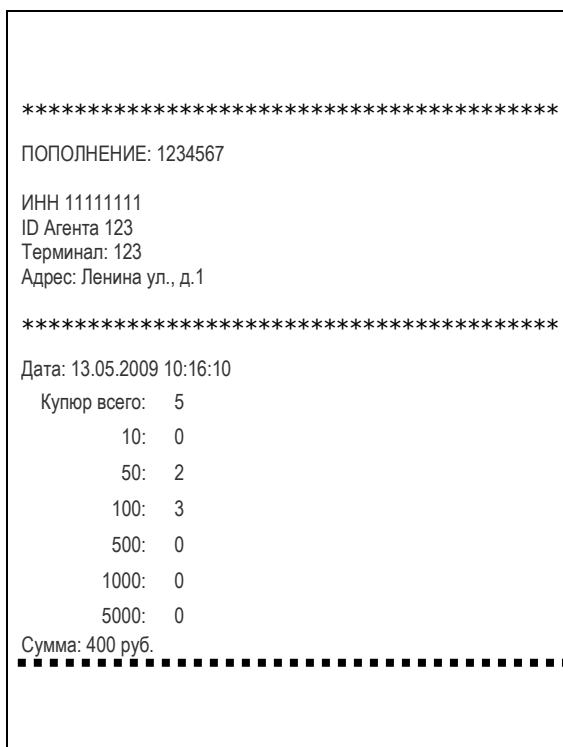 *****************************************
ПОПОЛНЕНИЕ: 1234567
ИНН 11111111
ID Агента 123
Терминал: 123
Адрес: Ленина ул., д.1
*****************************************
Дата: 13.05.2009 10:16:10
Купюр всего: 5
10: 0
50: 2
100: 3
500: 0
1000: 0
5000: 0
Сумма: 400 руб.